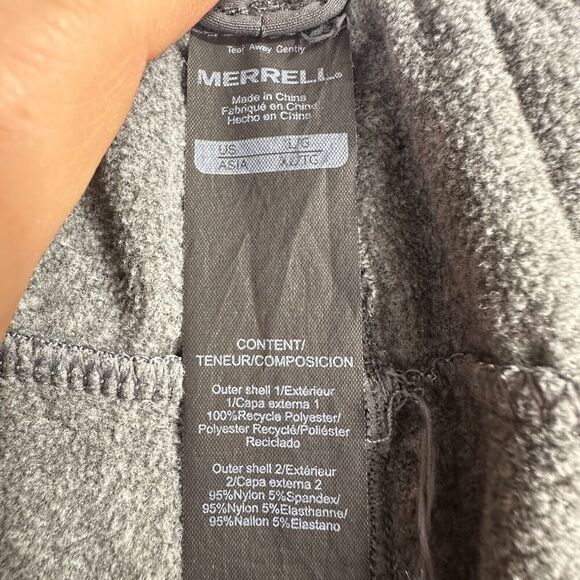 Tear Away Gently
MERRELL®
Made in China
Fabriqué en Chine
Hecho en China
US L/G
ASIA XL/TG
CONTENT/
TENEUR/COMPOSICION
Outer shell 1/Extérieur
1/Capa externa 1
100%Recycle Polyester/
Polyester Recyclé/Poliéster
Reciclado
Outer shell 2/Extérieur
2/Capa externa 2
95%Nylon 5%Spandex/
95%Nylon 5%Elasthanne/
95%Nailon 5%Elastano